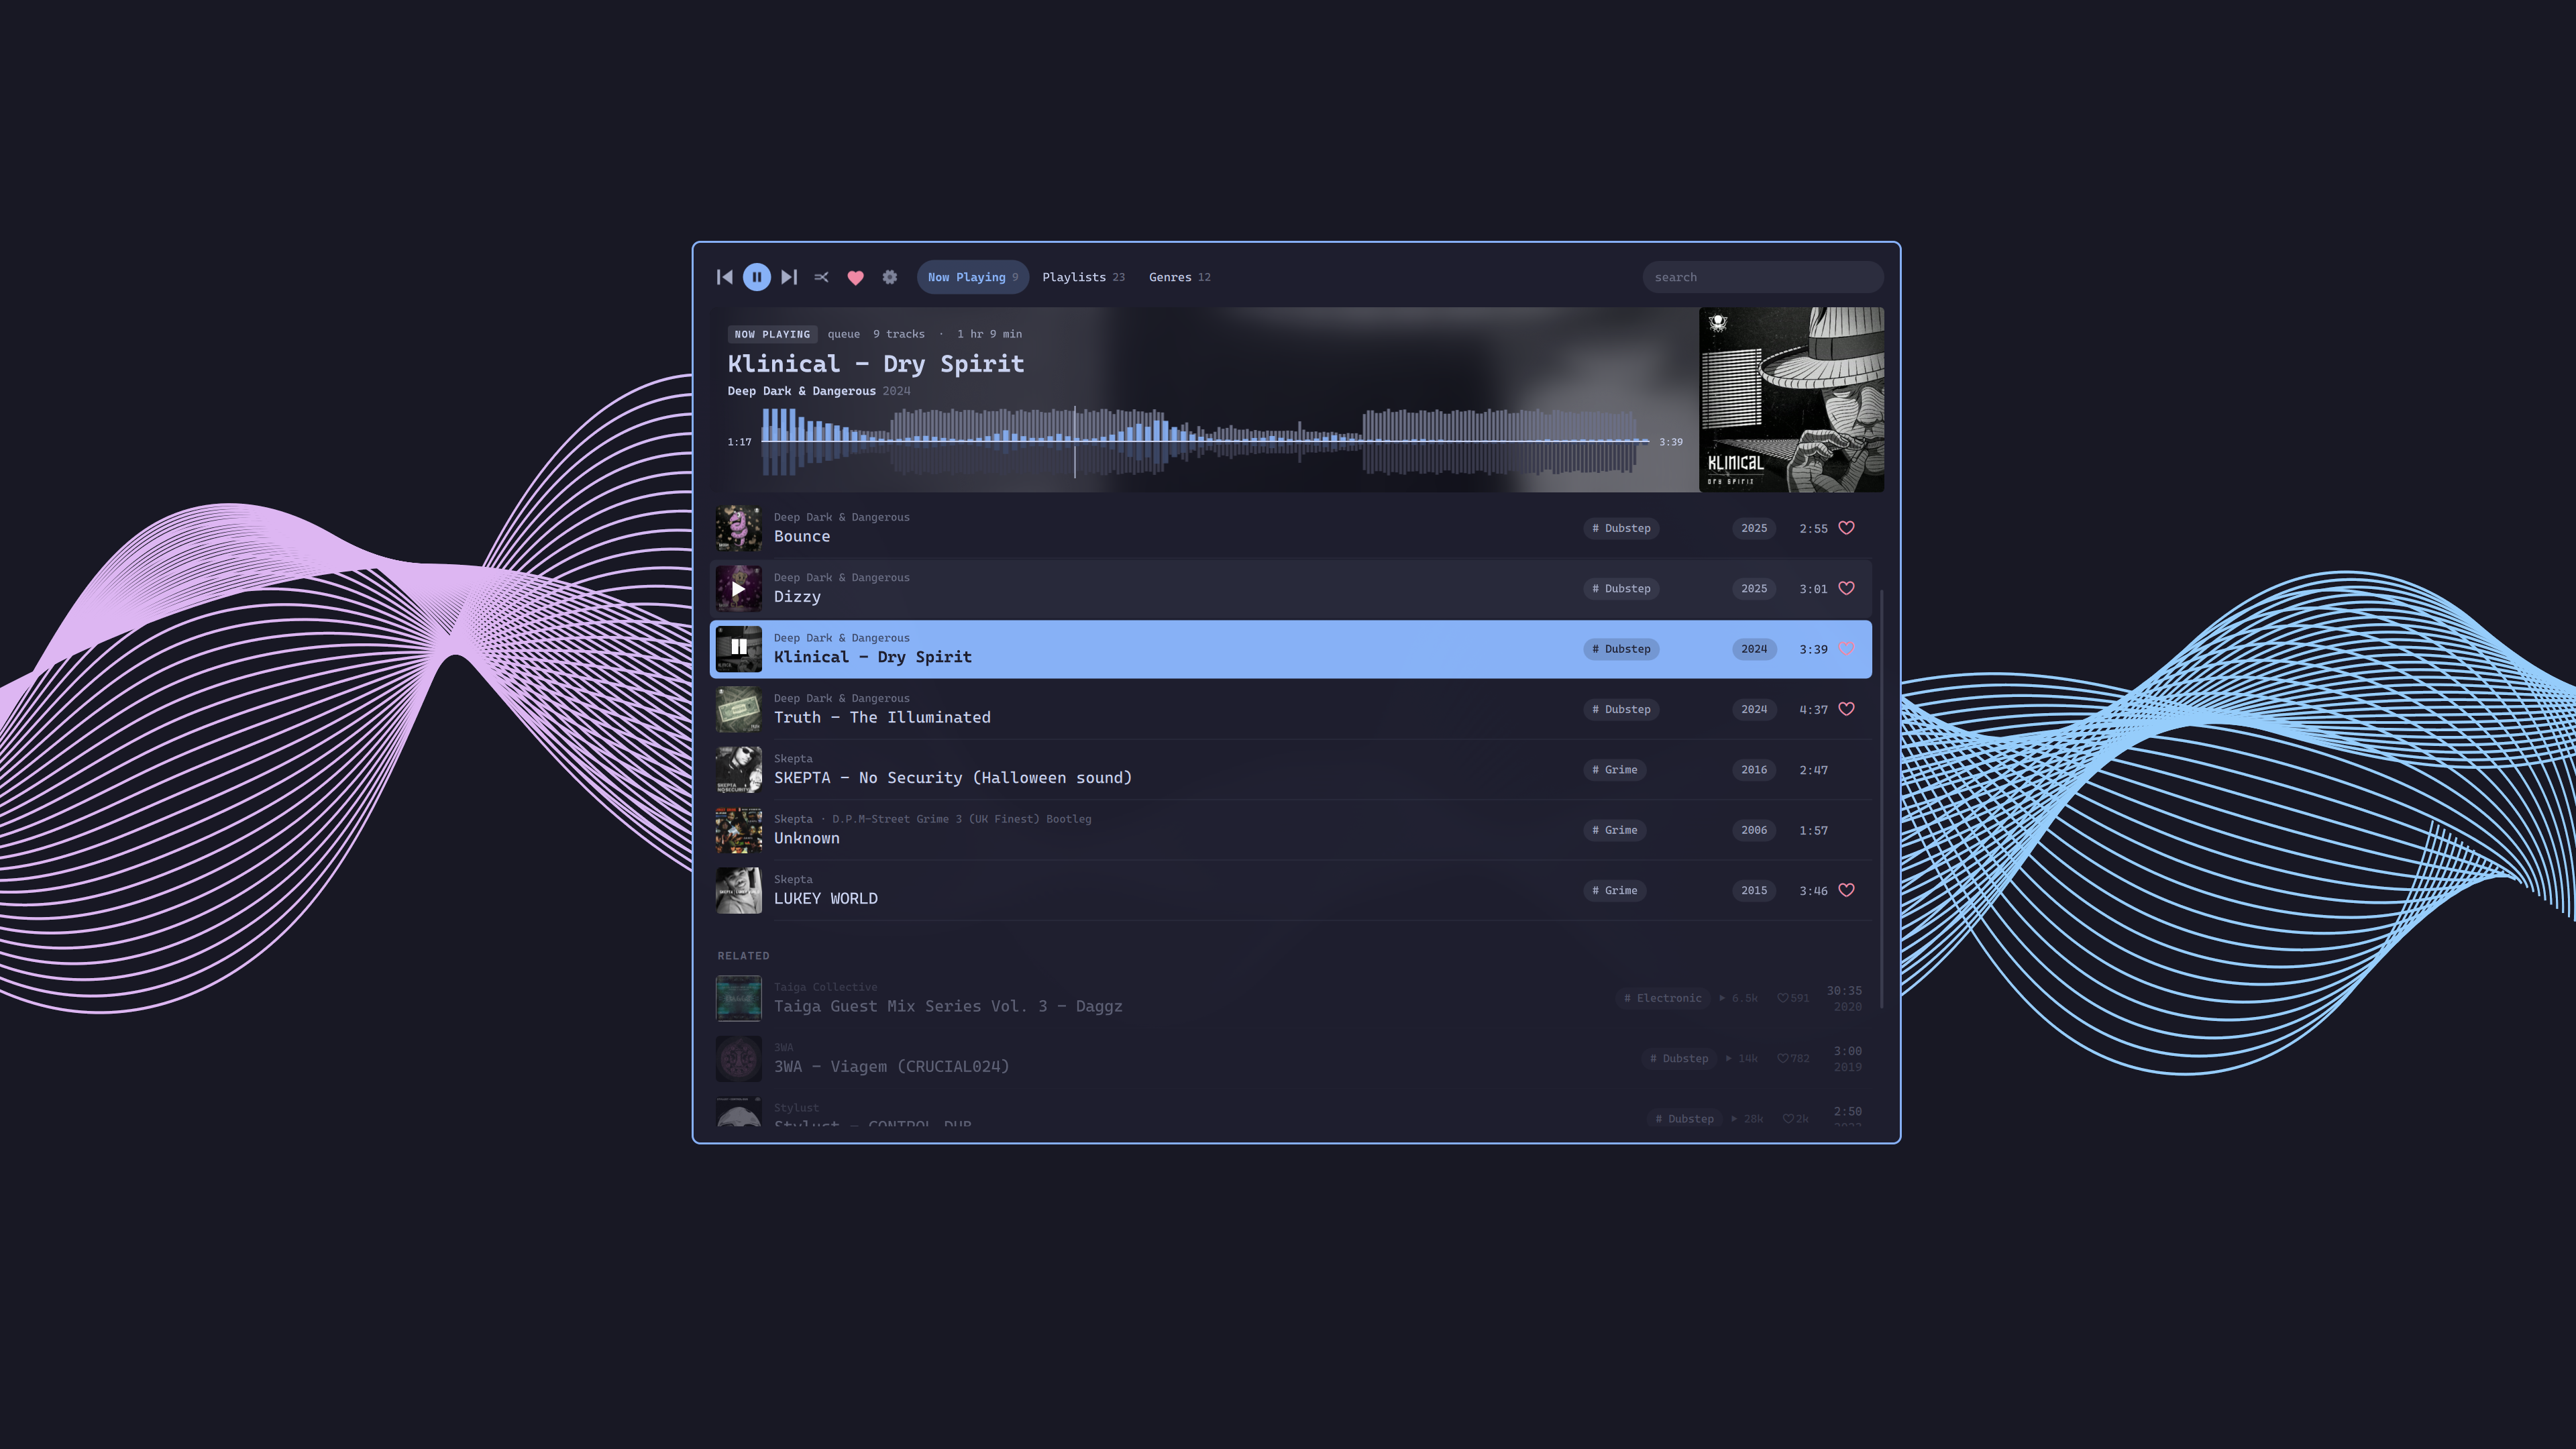 Now Playing 9 Playlists 23 Genres 12 search
NOW PLAYING queue 9 tracks · 1 hr 9 min
Klinical – Dry Spirit
Deep Dark & Dangerous 2024
1:17 3:39
KLINICAL
Dry Spirit
Deep Dark & Dangerous
Bounce # Dubstep 2025 2:55
Deep Dark & Dangerous
Dizzy # Dubstep 2025 3:01
Deep Dark & Dangerous
Klinical – Dry Spirit # Dubstep 2024 3:39
Deep Dark & Dangerous
Truth – The Illuminated # Dubstep 2024 4:37
Skepta
SKEPTA – No Security (Halloween sound) # Grime 2016 2:47
Skepta · D.P.M–Street Grime 3 (UK Finest) Bootleg
Unknown # Grime 2006 1:57
Skepta
LUKEY WORLD # Grime 2015 3:46
RELATED
Taiga Collective
Taiga Guest Mix Series Vol. 3 – Daggz # Electronic 6.5k 591 30:35
2020
3WA
3WA – Viagem (CRUCIAL024) # Dubstep 14k 782 3:00
2019
Stylust
Stylust – CONTROL DUB # Dubstep 28k 2k 2:50